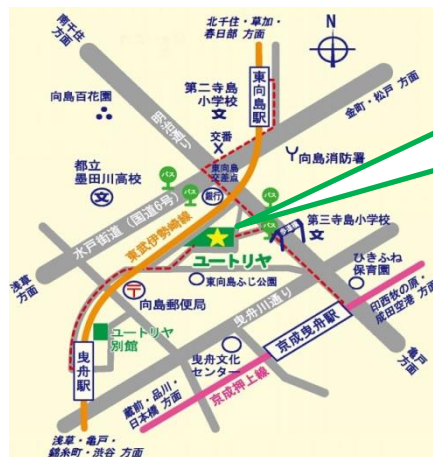 南千住
方面
北千住・草加・
春日部 方面
N
向島百花園
明治通り
第二寺島
小学校
文
東向島駅
金町・松戸 方面
交番
向島消防署
都立
墨田川高校
文
バス
バス
東向島
交差点
銀行
バス
水戸街道（国道6号）
東武伊勢崎線
歩道橋
第三寺島小学校
文
ユートリヤ
浅草
方面
東向島ふじ公園
ひきふね
保育園
向島郵便局
曳舟川通り
印西牧の原・
成田空港 方面
ユートリヤ
別館
京成曳舟駅
曳舟駅
曳舟文化
センター
亀戸
方面
蔵前・品川・
日本橋 方面
京成押上線
浅草・亀戸・
錦糸町・渋谷 方面